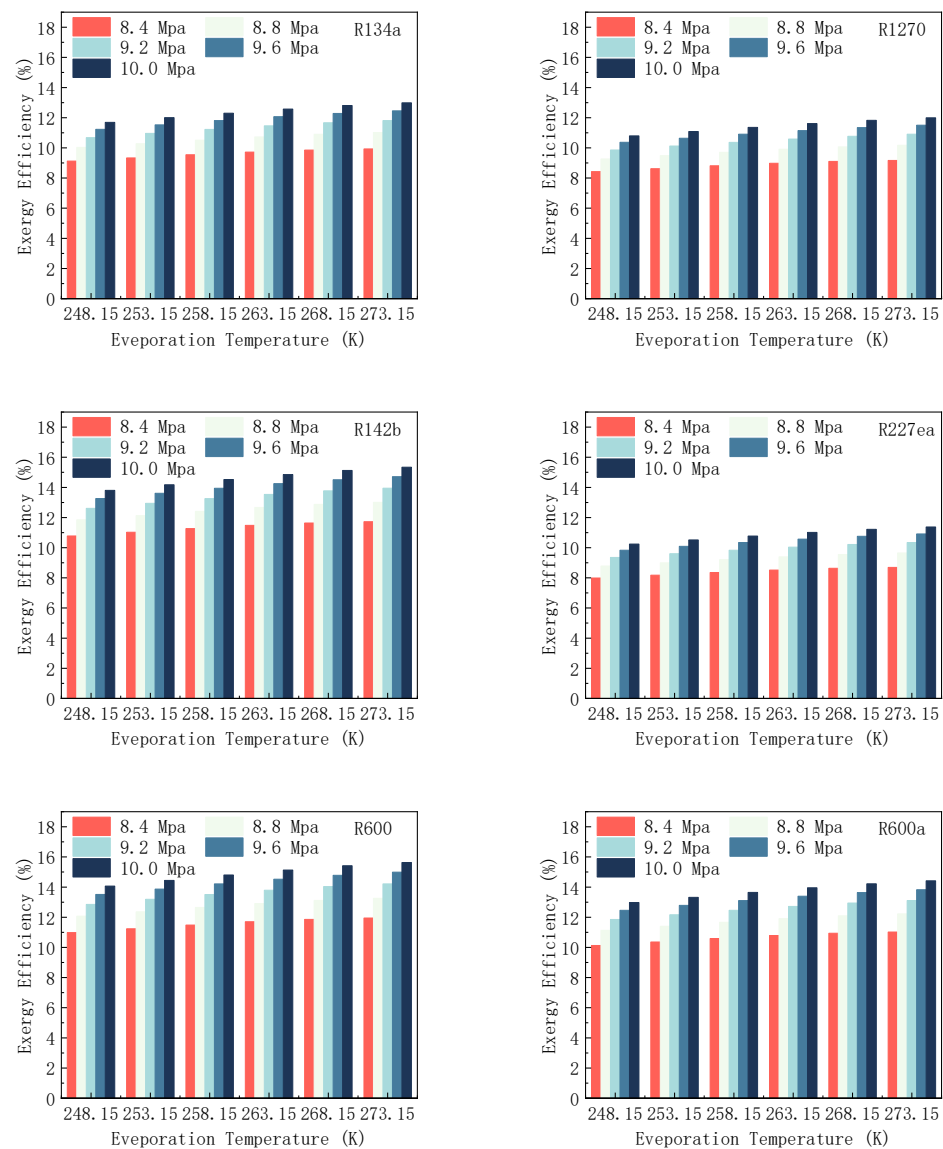 18
16
14
12
10
8
6
4
2
0
Exergy Efficiency (%)
8.4 Mpa
8.8 Mpa
R134a
9.2 Mpa
9.6 Mpa
10.0 Mpa
248.15 253.15 258.15 263.15 268.15 273.15
Eveporation Temperature (K)
18
16
14
12
10
8
6
4
2
0
Exergy Efficiency (%)
8.4 Mpa
8.8 Mpa
R1270
9.2 Mpa
9.6 Mpa
10.0 Mpa
248.15 253.15 258.15 263.15 268.15 273.15
Eveporation Temperature (K)
18
16
14
12
10
8
6
4
2
0
Exergy Efficiency (%)
8.4 Mpa
8.8 Mpa
R142b
9.2 Mpa
9.6 Mpa
10.0 Mpa
248.15 253.15 258.15 263.15 268.15 273.15
Eveporation Temperature (K)
18
16
14
12
10
8
6
4
2
0
Exergy Efficiency (%)
8.4 Mpa
8.8 Mpa
R227ea
9.2 Mpa
9.6 Mpa
10.0 Mpa
248.15 253.15 258.15 263.15 268.15 273.15
Eveporation Temperature (K)
18
16
14
12
10
8
6
4
2
0
Exergy Efficiency (%)
8.4 Mpa
8.8 Mpa
R600
9.2 Mpa
9.6 Mpa
10.0 Mpa
248.15 253.15 258.15 263.15 268.15 273.15
Eveporation Temperature (K)
18
16
14
12
10
8
6
4
2
0
Exergy Efficiency (%)
8.4 Mpa
8.8 Mpa
R600a
9.2 Mpa
9.6 Mpa
10.0 Mpa
248.15 253.15 258.15 263.15 268.15 273.15
Eveporation Temperature (K)